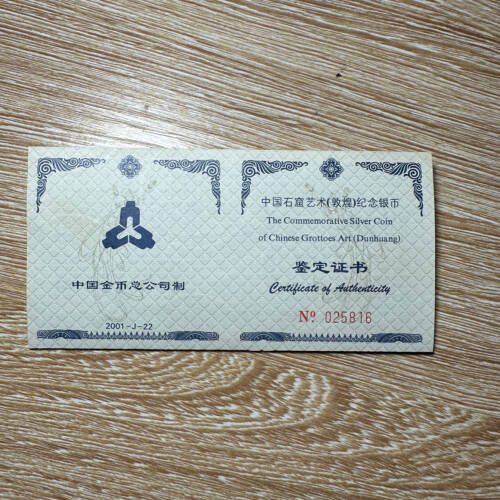 中国金币总公司制
2001-J-22
中国石窟艺术(敦煌)纪念银币
The Commemorative Silver Coin
of Chinese Grottoes Art (Dunhuang)
鉴定证书
Certificate of Authenticity
Nº 025816